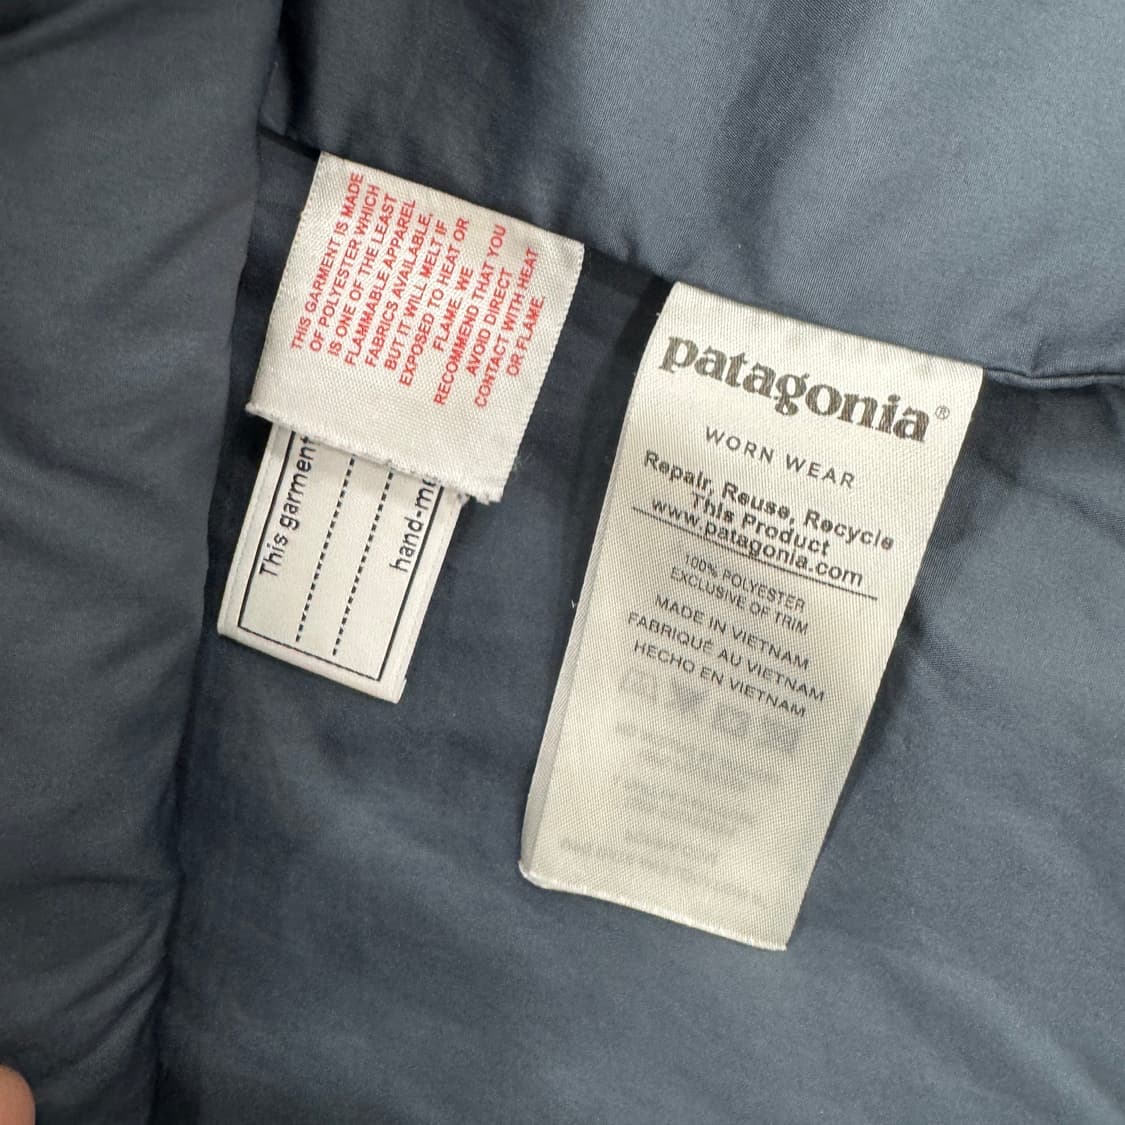 THIS GARMENT IS MADE
OF POLYESTER WHICH
IS ONE OF THE LEAST
FLAMMABLE APPAREL
FABRICS AVAILABLE,
BUT IT WILL MELT IF
EXPOSED TO HEAT OR
FLAME. WE
RECOMMEND THAT YOU
AVOID DIRECT
CONTACT WITH HEAT
OR FLAME.
This garment
hand-me
patagonia®
WORN WEAR
Repair, Reuse, Recycle
This Product
www.patagonia.com
100% POLYESTER
EXCLUSIVE OF TRIM
MADE IN VIETNAM
FABRIQUÉ AU VIETNAM
HECHO EN VIETNAM